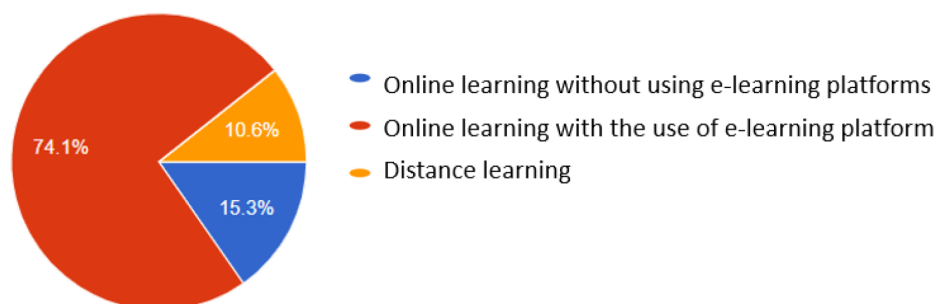 74.1%
10.6%
15.3%
Online learning without using e-learning platforms
Online learning with the use of e-learning platform
Distance learning